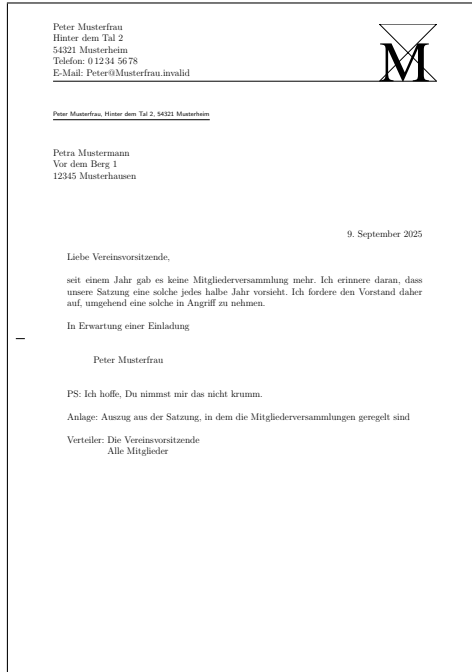 Peter Musterfrau
Hinter dem Tal 2
54321 Musterheim
Telefon: 0 12 34 56 78
E-Mail: Peter@Musterfrau.invalid
M
Peter Musterfrau, Hinter dem Tal 2, 54321 Musterheim
Petra Mustermann
Vor dem Berg 1
12345 Musterhausen
9. September 2025
Liebe Vereinsvorsitzende,
seit einem Jahr gab es keine Mitgliederversammlung mehr. Ich erinnere daran, dass
unsere Satzung eine solche jedes halbe Jahr vorsieht. Ich fordere den Vorstand daher
auf, umgehend eine solche in Angriff zu nehmen.
In Erwartung einer Einladung
Peter Musterfrau
PS: Ich hoffe, Du nimmst mir das nicht krumm.
Anlage: Auszug aus der Satzung, in dem die Mitgliederversammlungen geregelt sind
Verteiler: Die Vereinsvorsitzende
Alle Mitglieder